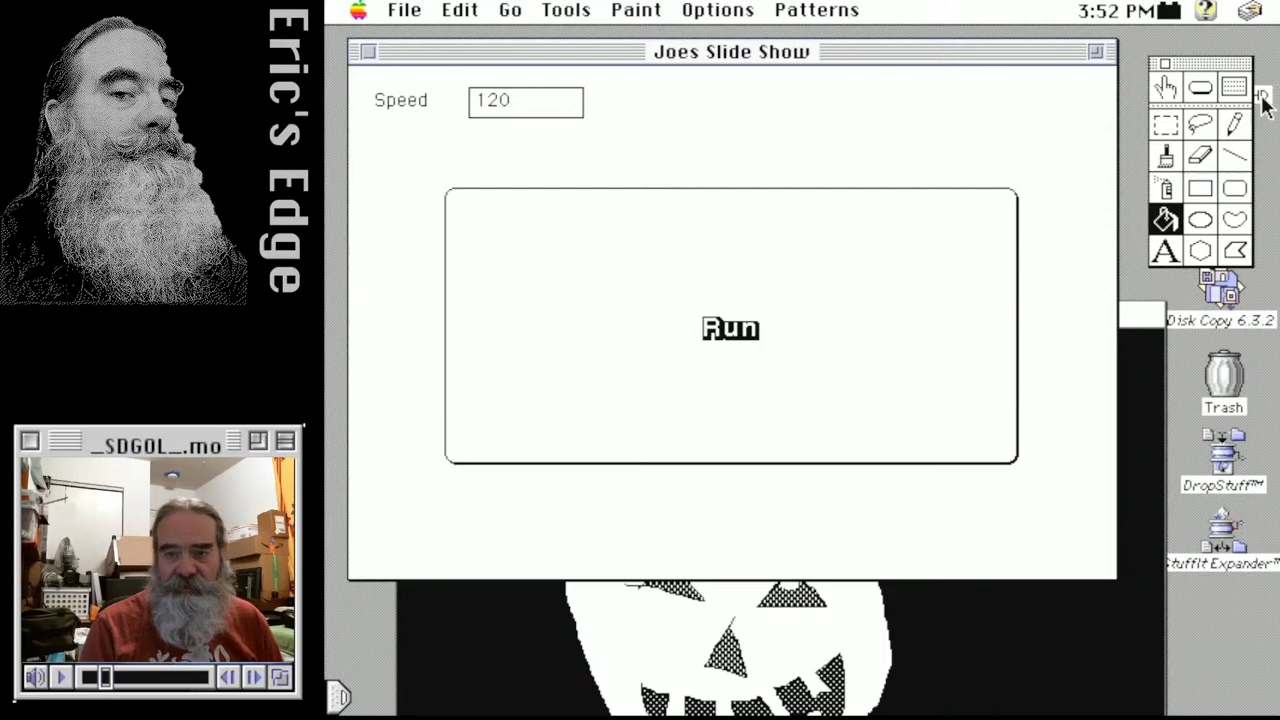 Eric's Edge
File Edit Go Tools Paint Options Patterns
3:52 PM
Joes Slide Show
Speed
120
Run
A
Disk Copy 6.3.2
Trash
DropStuff™
StuffIt Expander™
_SDGOL_.mo